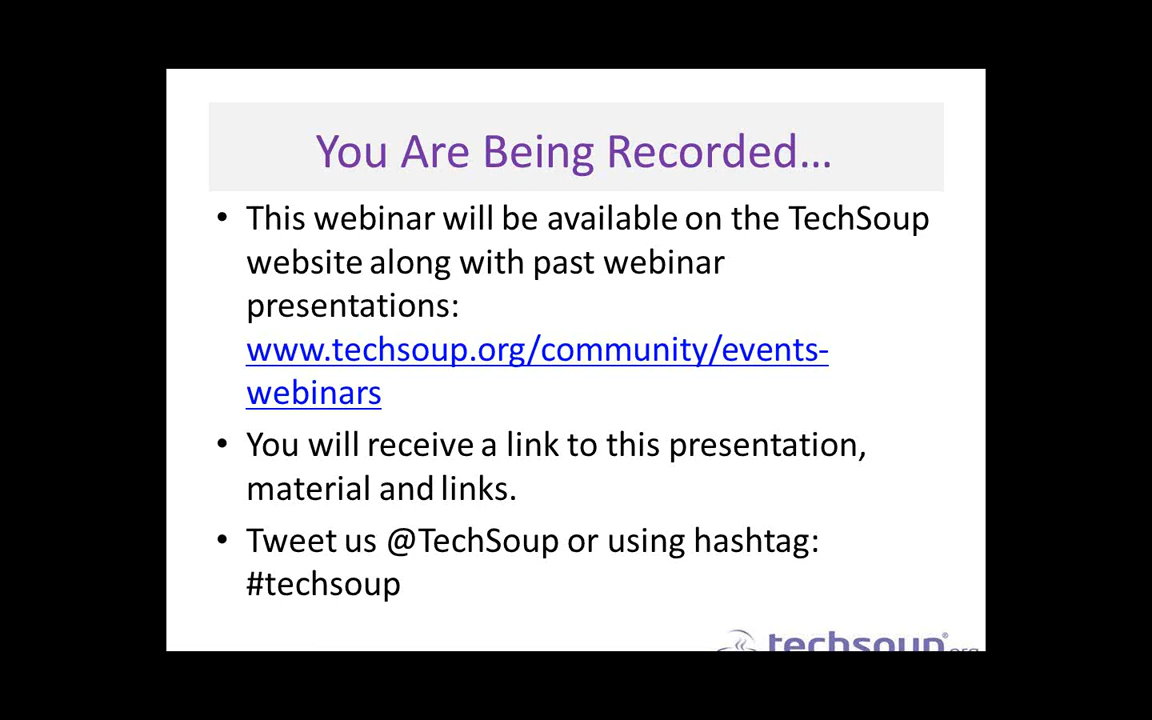 You Are Being Recorded…
• This webinar will be available on the TechSoup
website along with past webinar
presentations:
www.techsoup.org/community/events-
webinars
• You will receive a link to this presentation,
material and links.
• Tweet us @TechSoup or using hashtag:
#techsoup
techsoup®.org